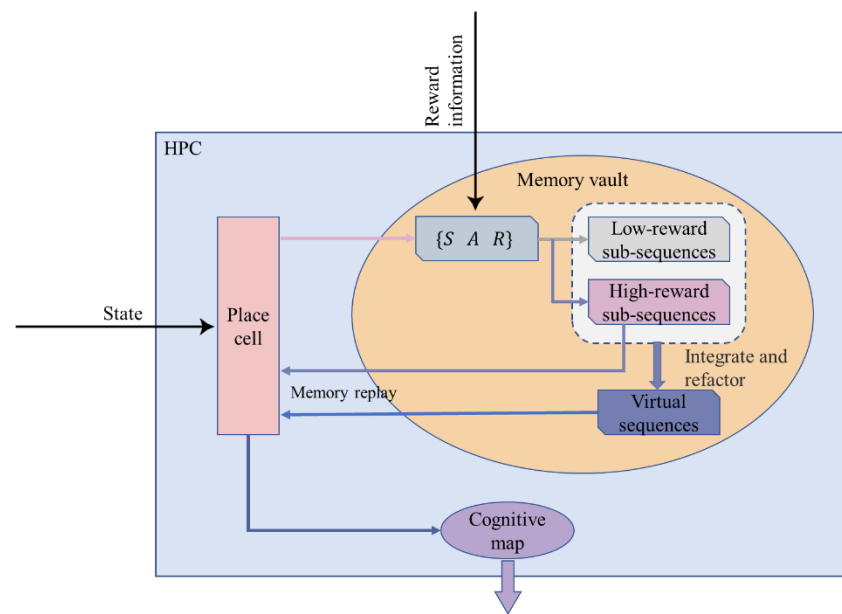 Reward
information
HPC
Memory vault
{S A R}
Low-reward
sub-sequences
High-reward
sub-sequences
State
Place
cell
Integrate and
refactor
Memory replay
Virtual
sequences
Cognitive
map